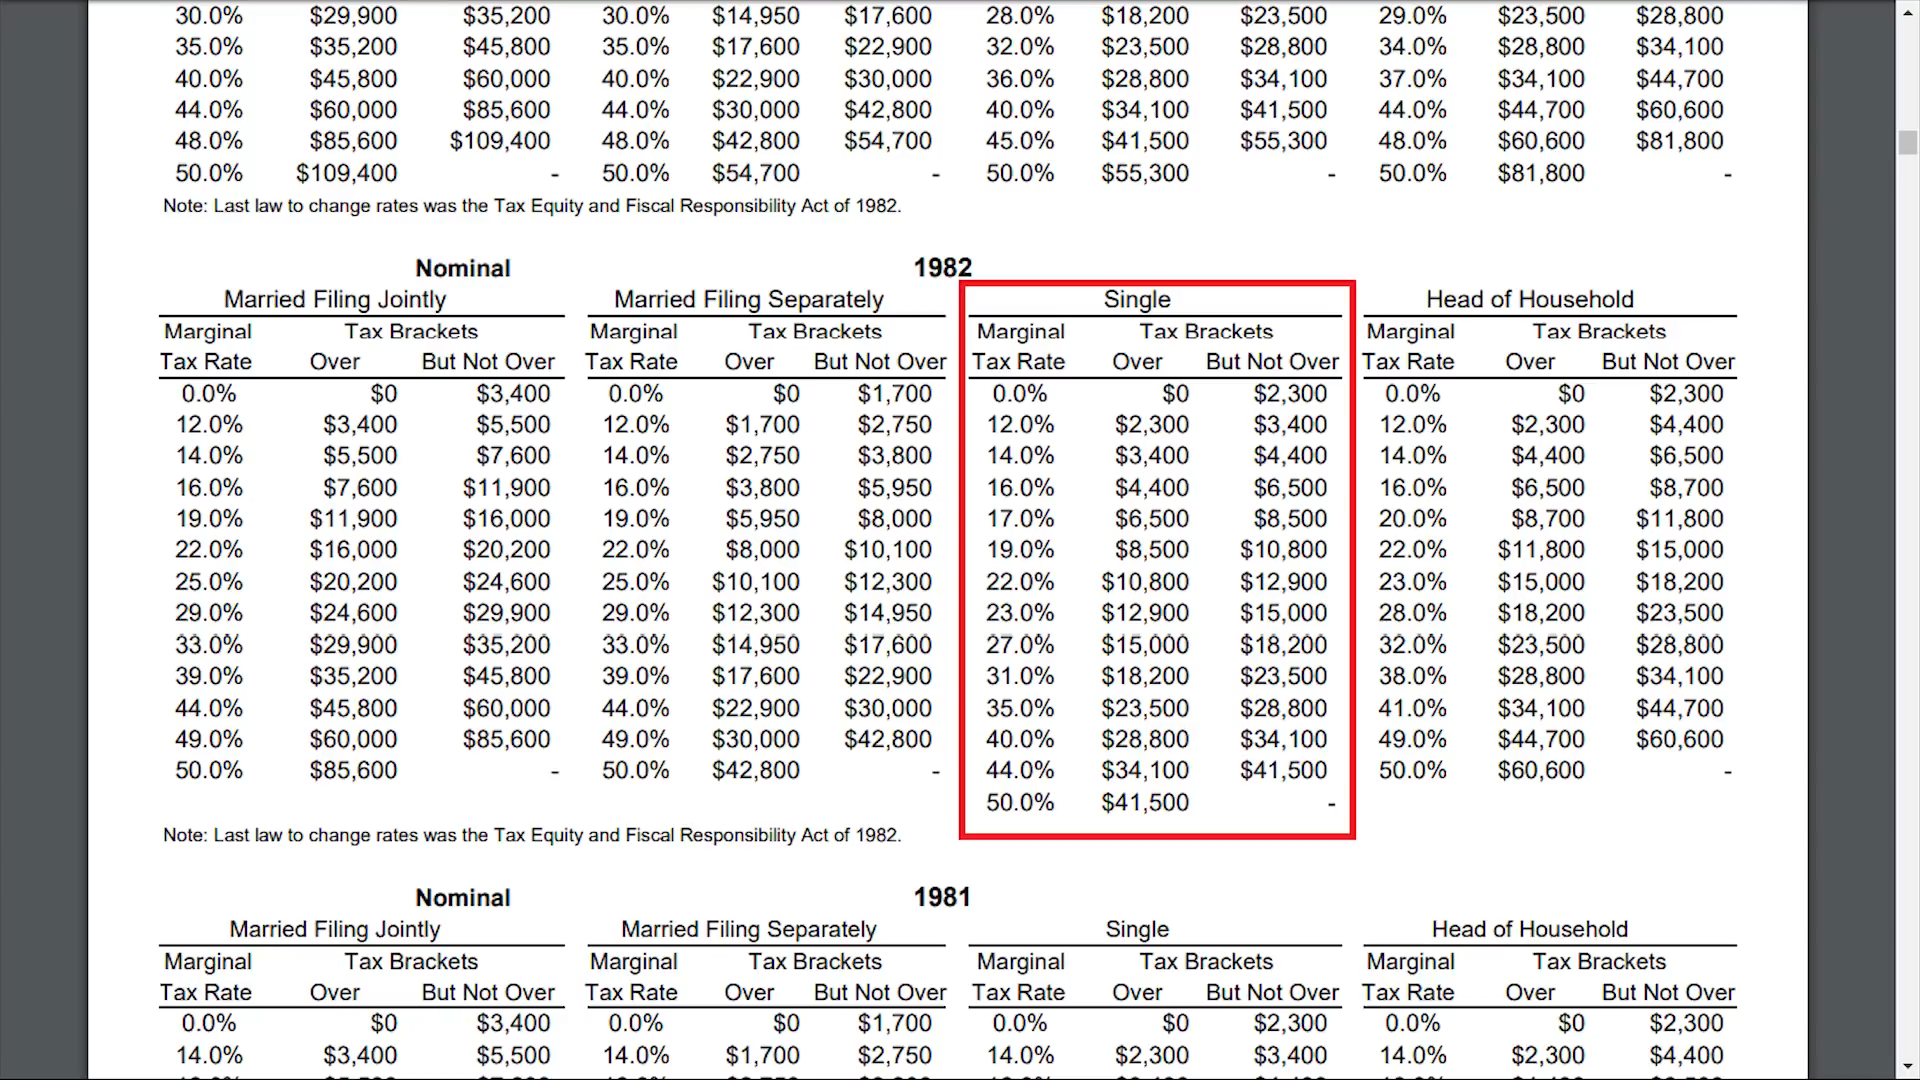 30.0% $29,900 $35,200 30.0% $14,950 $17,600 28.0% $18,200 $23,500 29.0% $23,500 $28,800
35.0% $35,200 $45,800 35.0% $17,600 $22,900 32.0% $23,500 $28,800 34.0% $28,800 $34,100
40.0% $45,800 $60,000 40.0% $22,900 $30,000 36.0% $28,800 $34,100 37.0% $34,100 $44,700
44.0% $60,000 $85,600 44.0% $30,000 $42,800 40.0% $34,100 $41,500 44.0% $44,700 $60,600
48.0% $85,600 $109,400 48.0% $42,800 $54,700 45.0% $41,500 $55,300 48.0% $60,600 $81,800
50.0% $109,400 - 50.0% $54,700 - 50.0% $55,300 - 50.0% $81,800 -
Note: Last law to change rates was the Tax Equity and Fiscal Responsibility Act of 1982.
Nominal 1982
Married Filing Jointly Married Filing Separately Single Head of Household
Marginal Tax Brackets Marginal Tax Brackets Marginal Tax Brackets Marginal Tax Brackets
Tax Rate Over But Not Over Tax Rate Over But Not Over Tax Rate Over But Not Over Tax Rate Over But Not Over
0.0% $0 $3,400 0.0% $0 $1,700 0.0% $0 $2,300 0.0% $0 $2,300
12.0% $3,400 $5,500 12.0% $1,700 $2,750 12.0% $2,300 $3,400 12.0% $2,300 $4,400
14.0% $5,500 $7,600 14.0% $2,750 $3,800 14.0% $3,400 $4,400 14.0% $4,400 $6,500
16.0% $7,600 $11,900 16.0% $3,800 $5,950 16.0% $4,400 $6,500 16.0% $6,500 $8,700
19.0% $11,900 $16,000 19.0% $5,950 $8,000 17.0% $6,500 $8,500 20.0% $8,700 $11,800
22.0% $16,000 $20,200 22.0% $8,000 $10,100 19.0% $8,500 $10,800 22.0% $11,800 $15,000
25.0% $20,200 $24,600 25.0% $10,100 $12,300 22.0% $10,800 $12,900 23.0% $15,000 $18,200
29.0% $24,600 $29,900 29.0% $12,300 $14,950 23.0% $12,900 $15,000 28.0% $18,200 $23,500
33.0% $29,900 $35,200 33.0% $14,950 $17,600 27.0% $15,000 $18,200 32.0% $23,500 $28,800
39.0% $35,200 $45,800 39.0% $17,600 $22,900 31.0% $18,200 $23,500 38.0% $28,800 $34,100
44.0% $45,800 $60,000 44.0% $22,900 $30,000 35.0% $23,500 $28,800 41.0% $34,100 $44,700
49.0% $60,000 $85,600 49.0% $30,000 $42,800 40.0% $28,800 $34,100 49.0% $44,700 $60,600
50.0% $85,600 - 50.0% $42,800 - 44.0% $34,100 $41,500 50.0% $60,600 -
50.0% $41,500 -
Note: Last law to change rates was the Tax Equity and Fiscal Responsibility Act of 1982.
Nominal 1981
Married Filing Jointly Married Filing Separately Single Head of Household
Marginal Tax Brackets Marginal Tax Brackets Marginal Tax Brackets Marginal Tax Brackets
Tax Rate Over But Not Over Tax Rate Over But Not Over Tax Rate Over But Not Over Tax Rate Over But Not Over
0.0% $0 $3,400 0.0% $0 $1,700 0.0% $0 $2,300 0.0% $0 $2,300
14.0% $3,400 $5,500 14.0% $1,700 $2,750 14.0% $2,300 $3,400 14.0% $2,300 $4,400